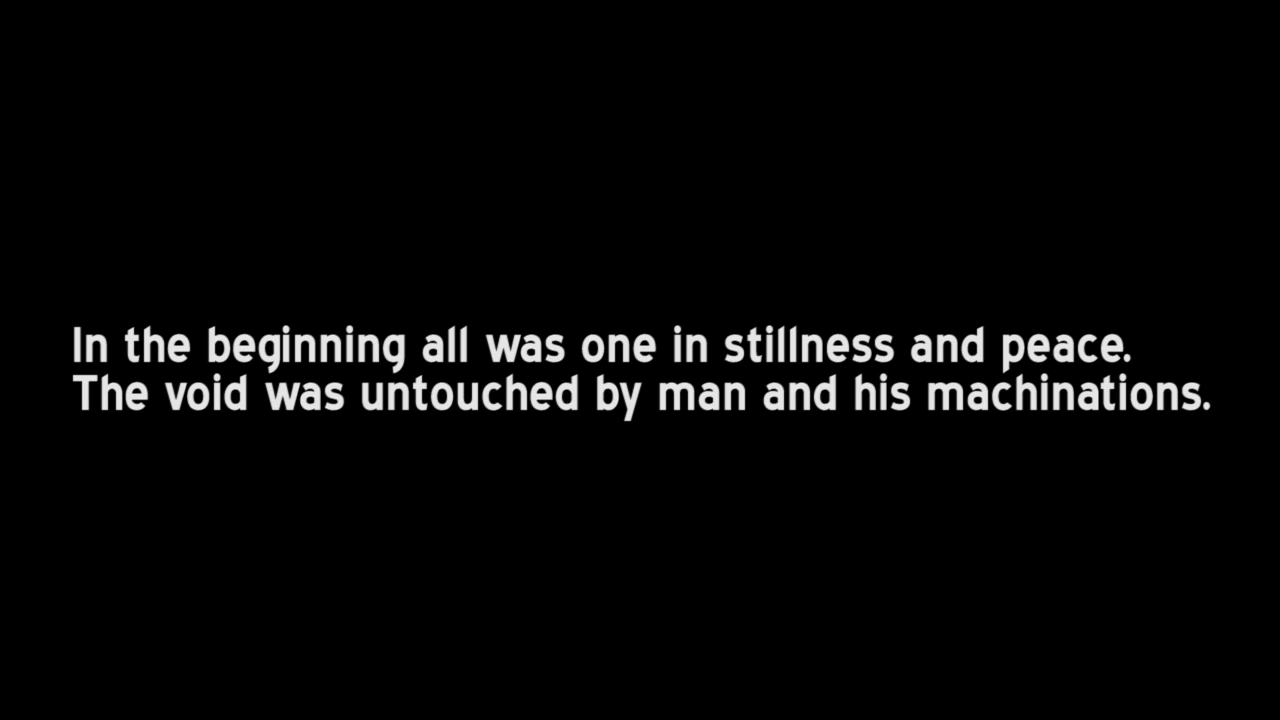 In the beginning all was one in stillness and peace.
The void was untouched by man and his machinations.